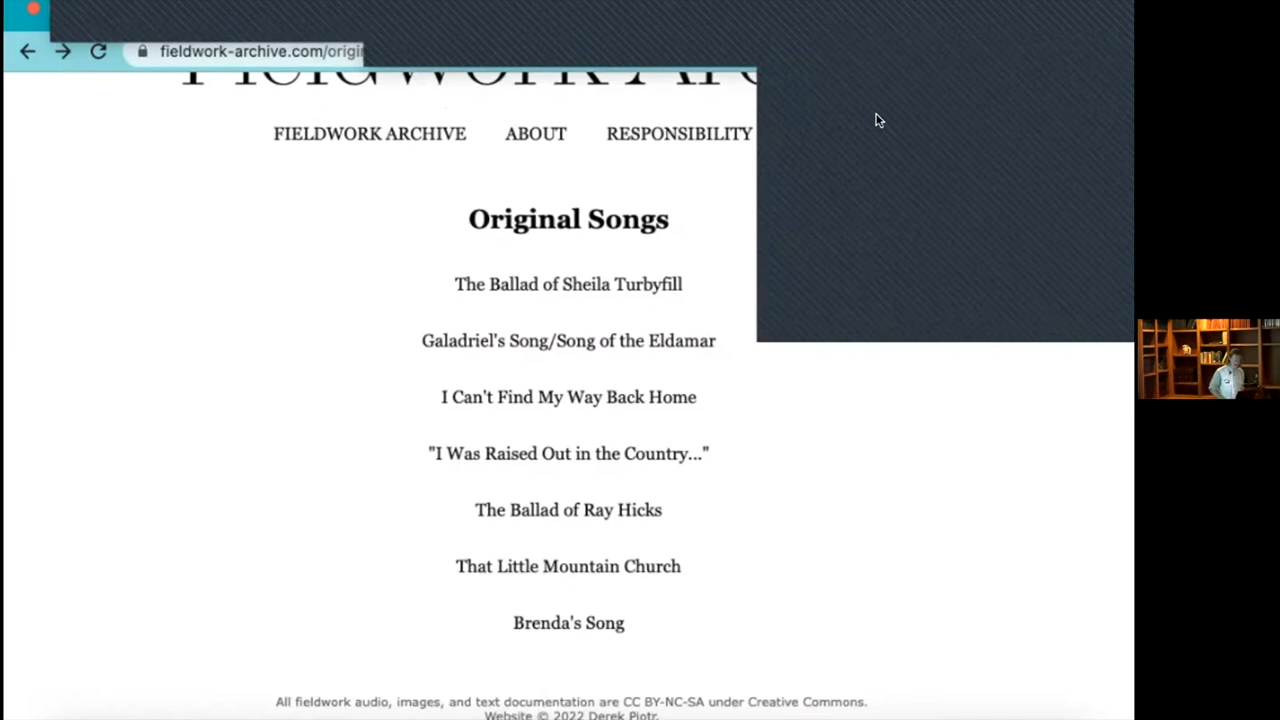 fieldwork-archive.com/origi
FIELDWORK ARCHIVE ABOUT RESPONSIBILITY
Original Songs
The Ballad of Sheila Turbyfill
Galadriel's Song/Song of the Eldamar
I Can't Find My Way Back Home
"I Was Raised Out in the Country..."
The Ballad of Ray Hicks
That Little Mountain Church
Brenda's Song
All fieldwork audio, images, and text documentation are CC BY-NC-SA under Creative Commons.
Website © 2022 Derek Piotr.